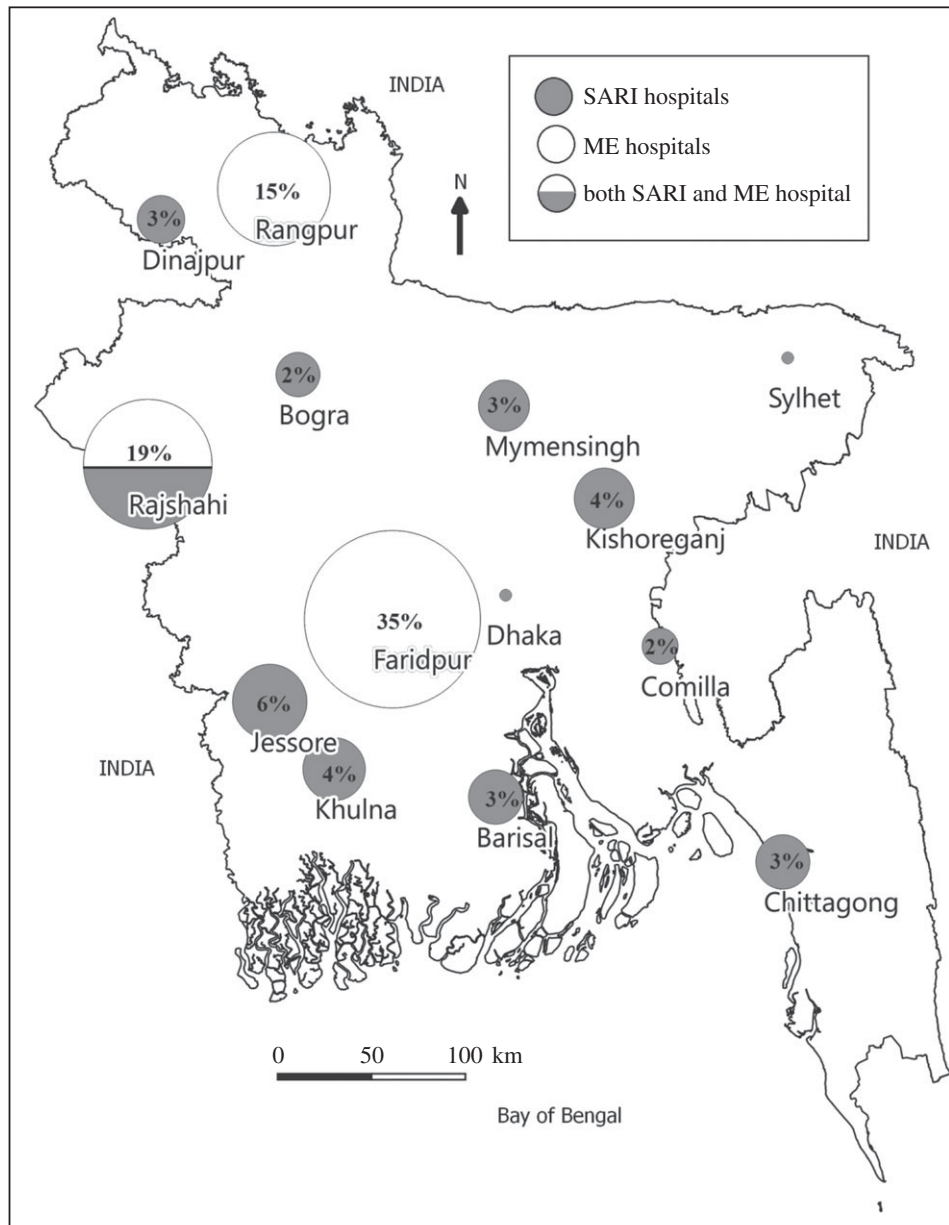 INDIA
SARI hospitals
ME hospitals
both SARI and ME hospital
N
15%
Rangpur
3%
Dinajpur
2%
Bogra
3%
Mymensingh
Sylhet
19%
Rajshahi
4%
Kishoreganj
INDIA
35%
Faridpur
Dhaka
2%
Comilla
6%
Jessore
INDIA
4%
Khulna
3%
Barisal
3%
Chittagong
0 50 100 km
Bay of Bengal